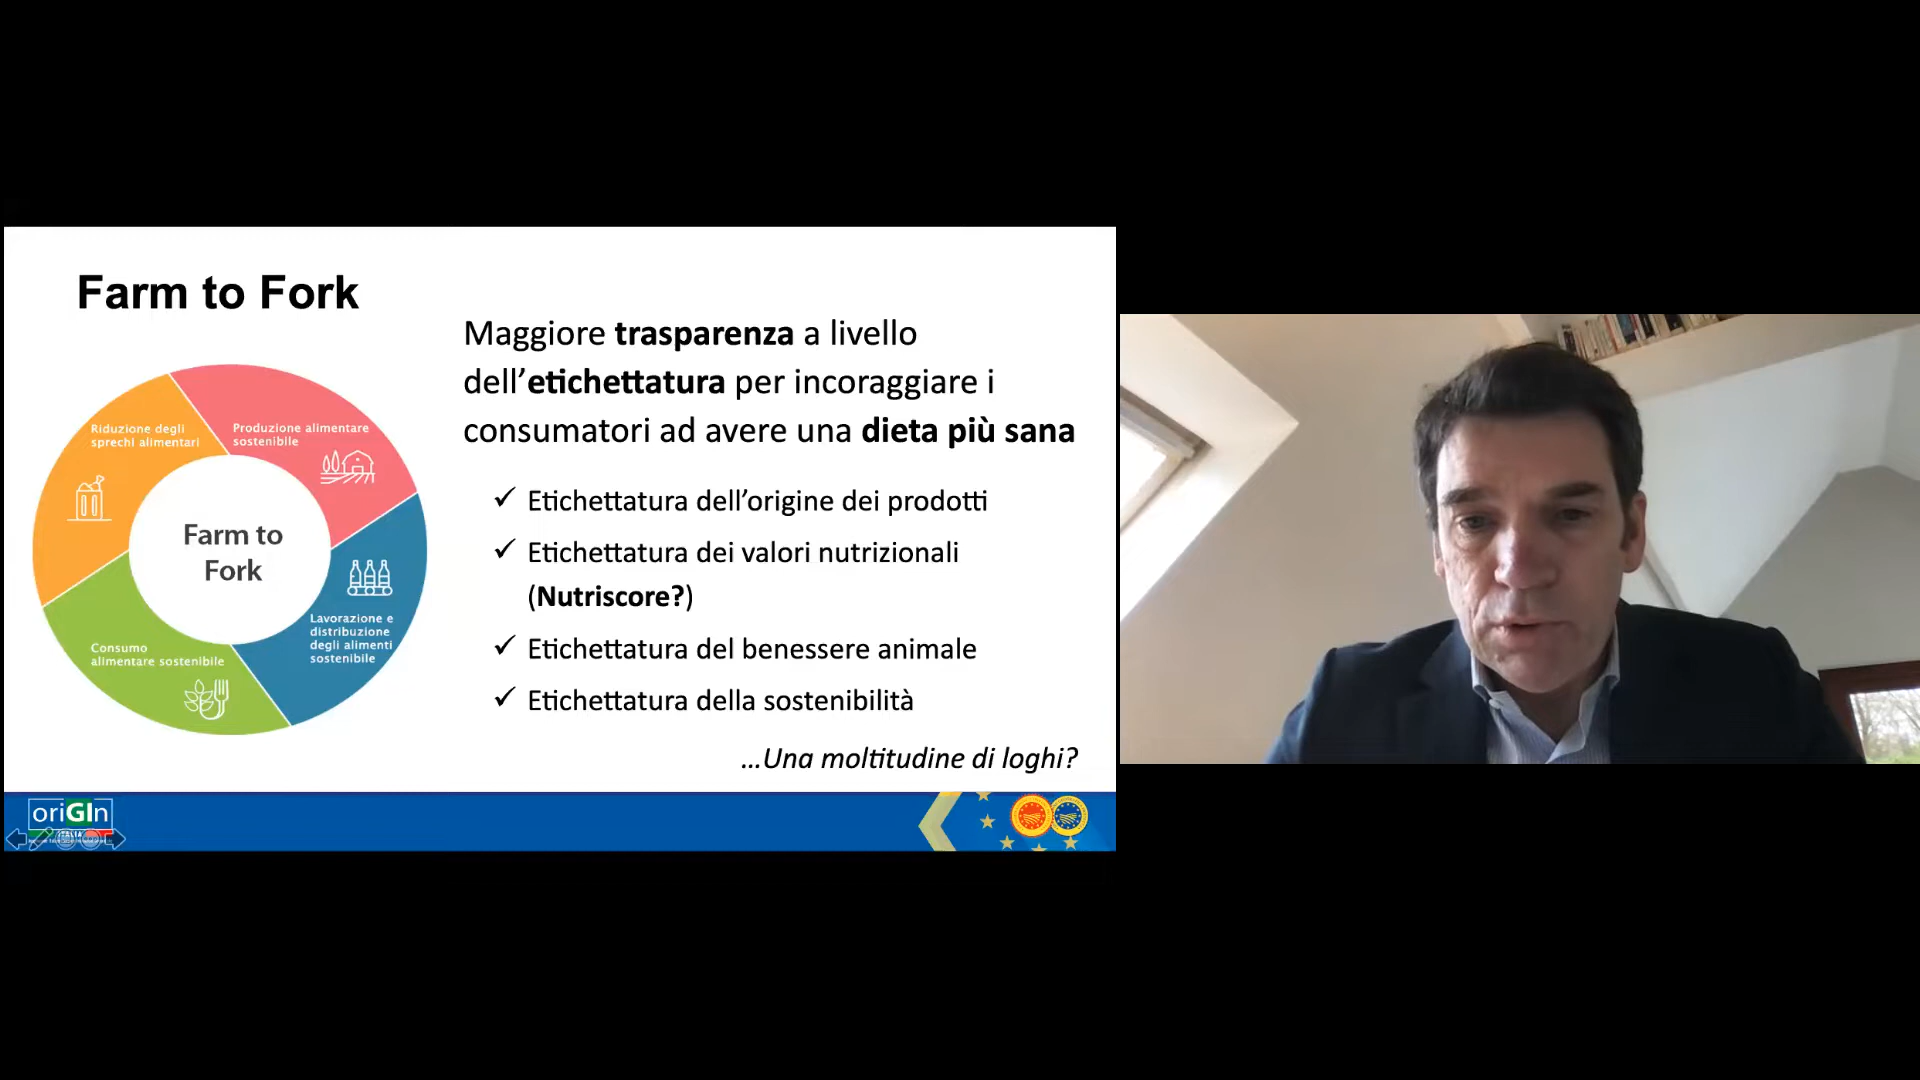 Farm to Fork
Maggiore trasparenza a livello
dell’etichettatura per incoraggiare i
consumatori ad avere una dieta più sana
Riduzione degli
sprechi alimentari
Produzione alimentare
sostenibile
Farm to
Fork
Lavorazione e
distribuzione
degli alimenti
sostenibile
Consumo
alimentare sostenibile
✓ Etichettatura dell’origine dei prodotti
✓ Etichettatura dei valori nutrizionali
(Nutriscore?)
✓ Etichettatura del benessere animale
✓ Etichettatura della sostenibilità
...Una moltitudine di loghi?
oriGIn
ITALIA